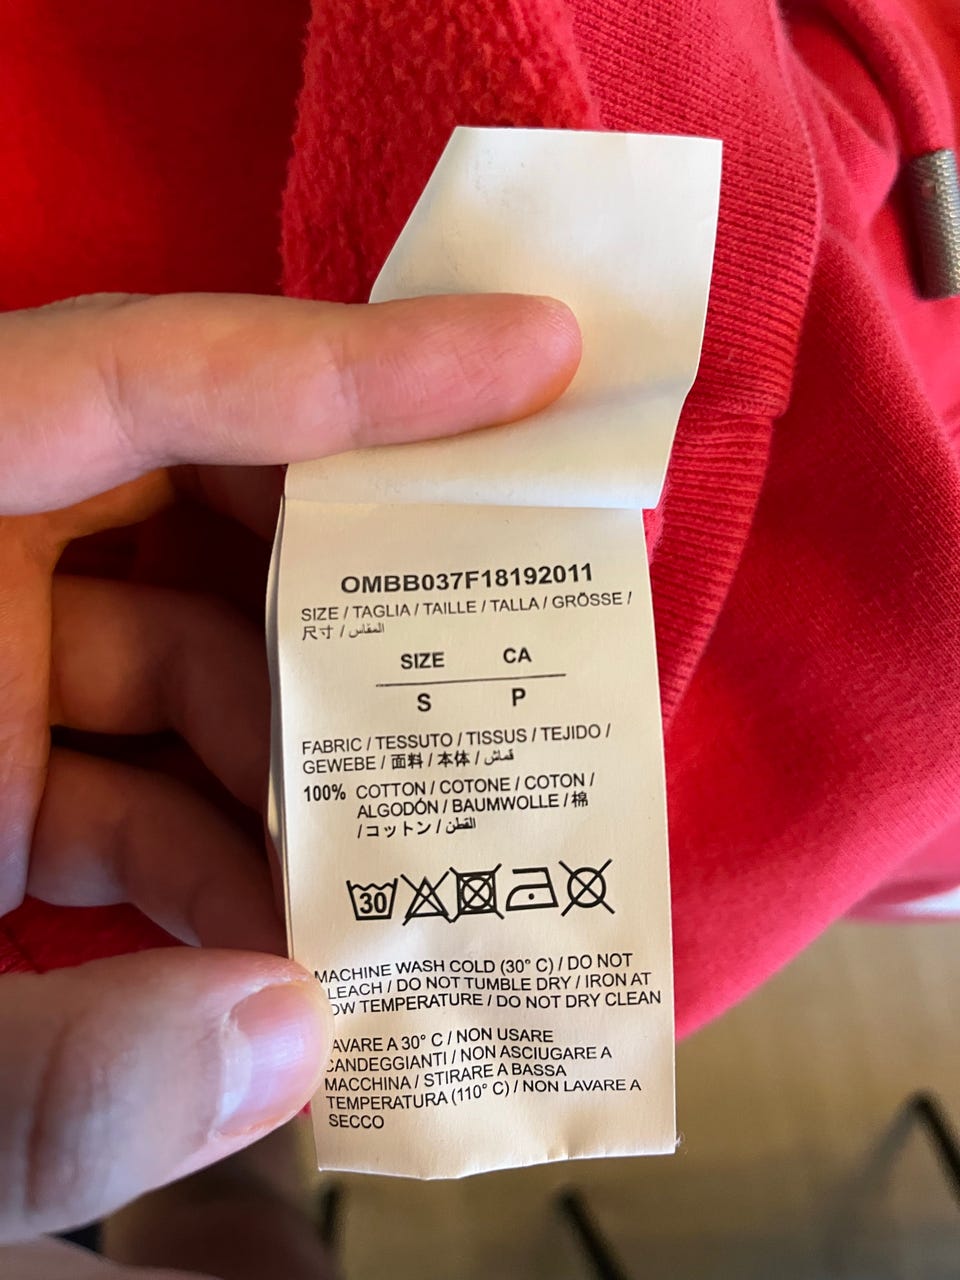 OMBB037F18192011
SIZE / TAGLIA / TAILLE / TALLA / GRÖSSE /
尺寸 / المقاس
SIZE CA
S P
FABRIC / TESSUTO / TISSUS / TEJIDO /
GEWEBE / 面料 / 本体 / قماش
100% COTTON / COTONE / COTON /
ALGODÓN / BAUMWOLLE / 棉
/ コットン / القطن
30
MACHINE WASH COLD (30° C) / DO NOT
LEACH / DO NOT TUMBLE DRY / IRON AT
OW TEMPERATURE / DO NOT DRY CLEAN
AVARE A 30° C / NON USARE
CANDEGGIANTI / NON ASCIUGARE A
MACCHINA / STIRARE A BASSA
TEMPERATURA (110° C) / NON LAVARE A
SECCO